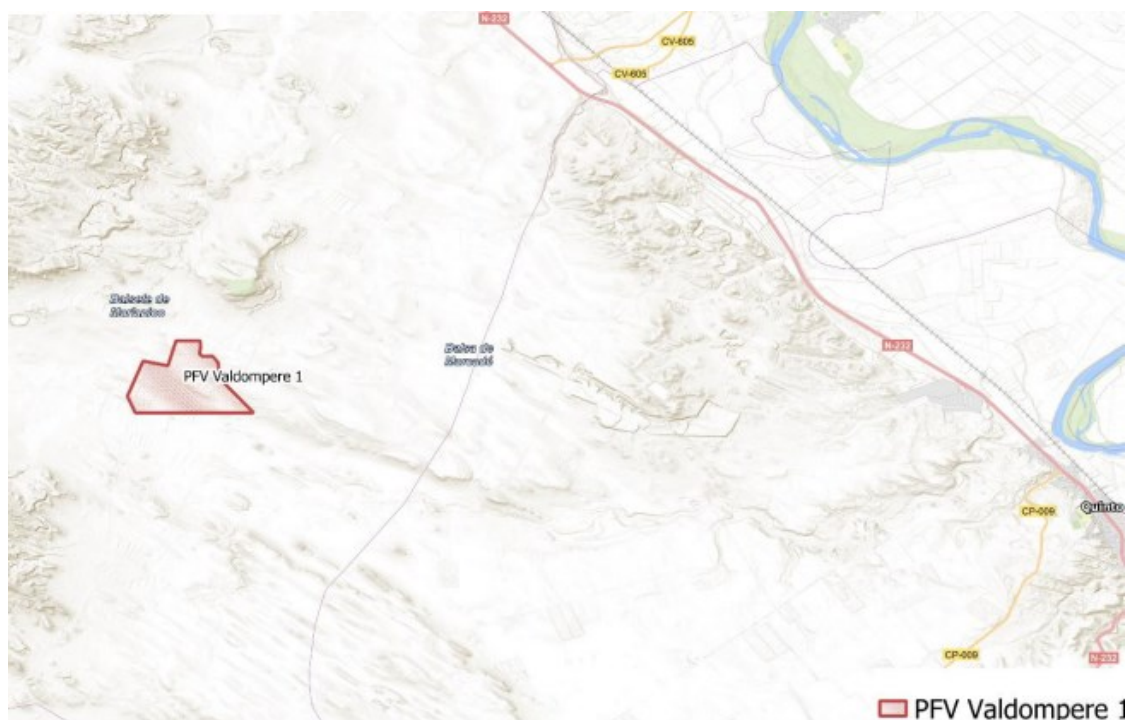 N-232
CV-605
CV-605
Balsete de
Marianico
Balsa de
PFV Valdompere 1
N-232
CP-009
Quinto
CP-009
N-232
PFV Valdompere 1